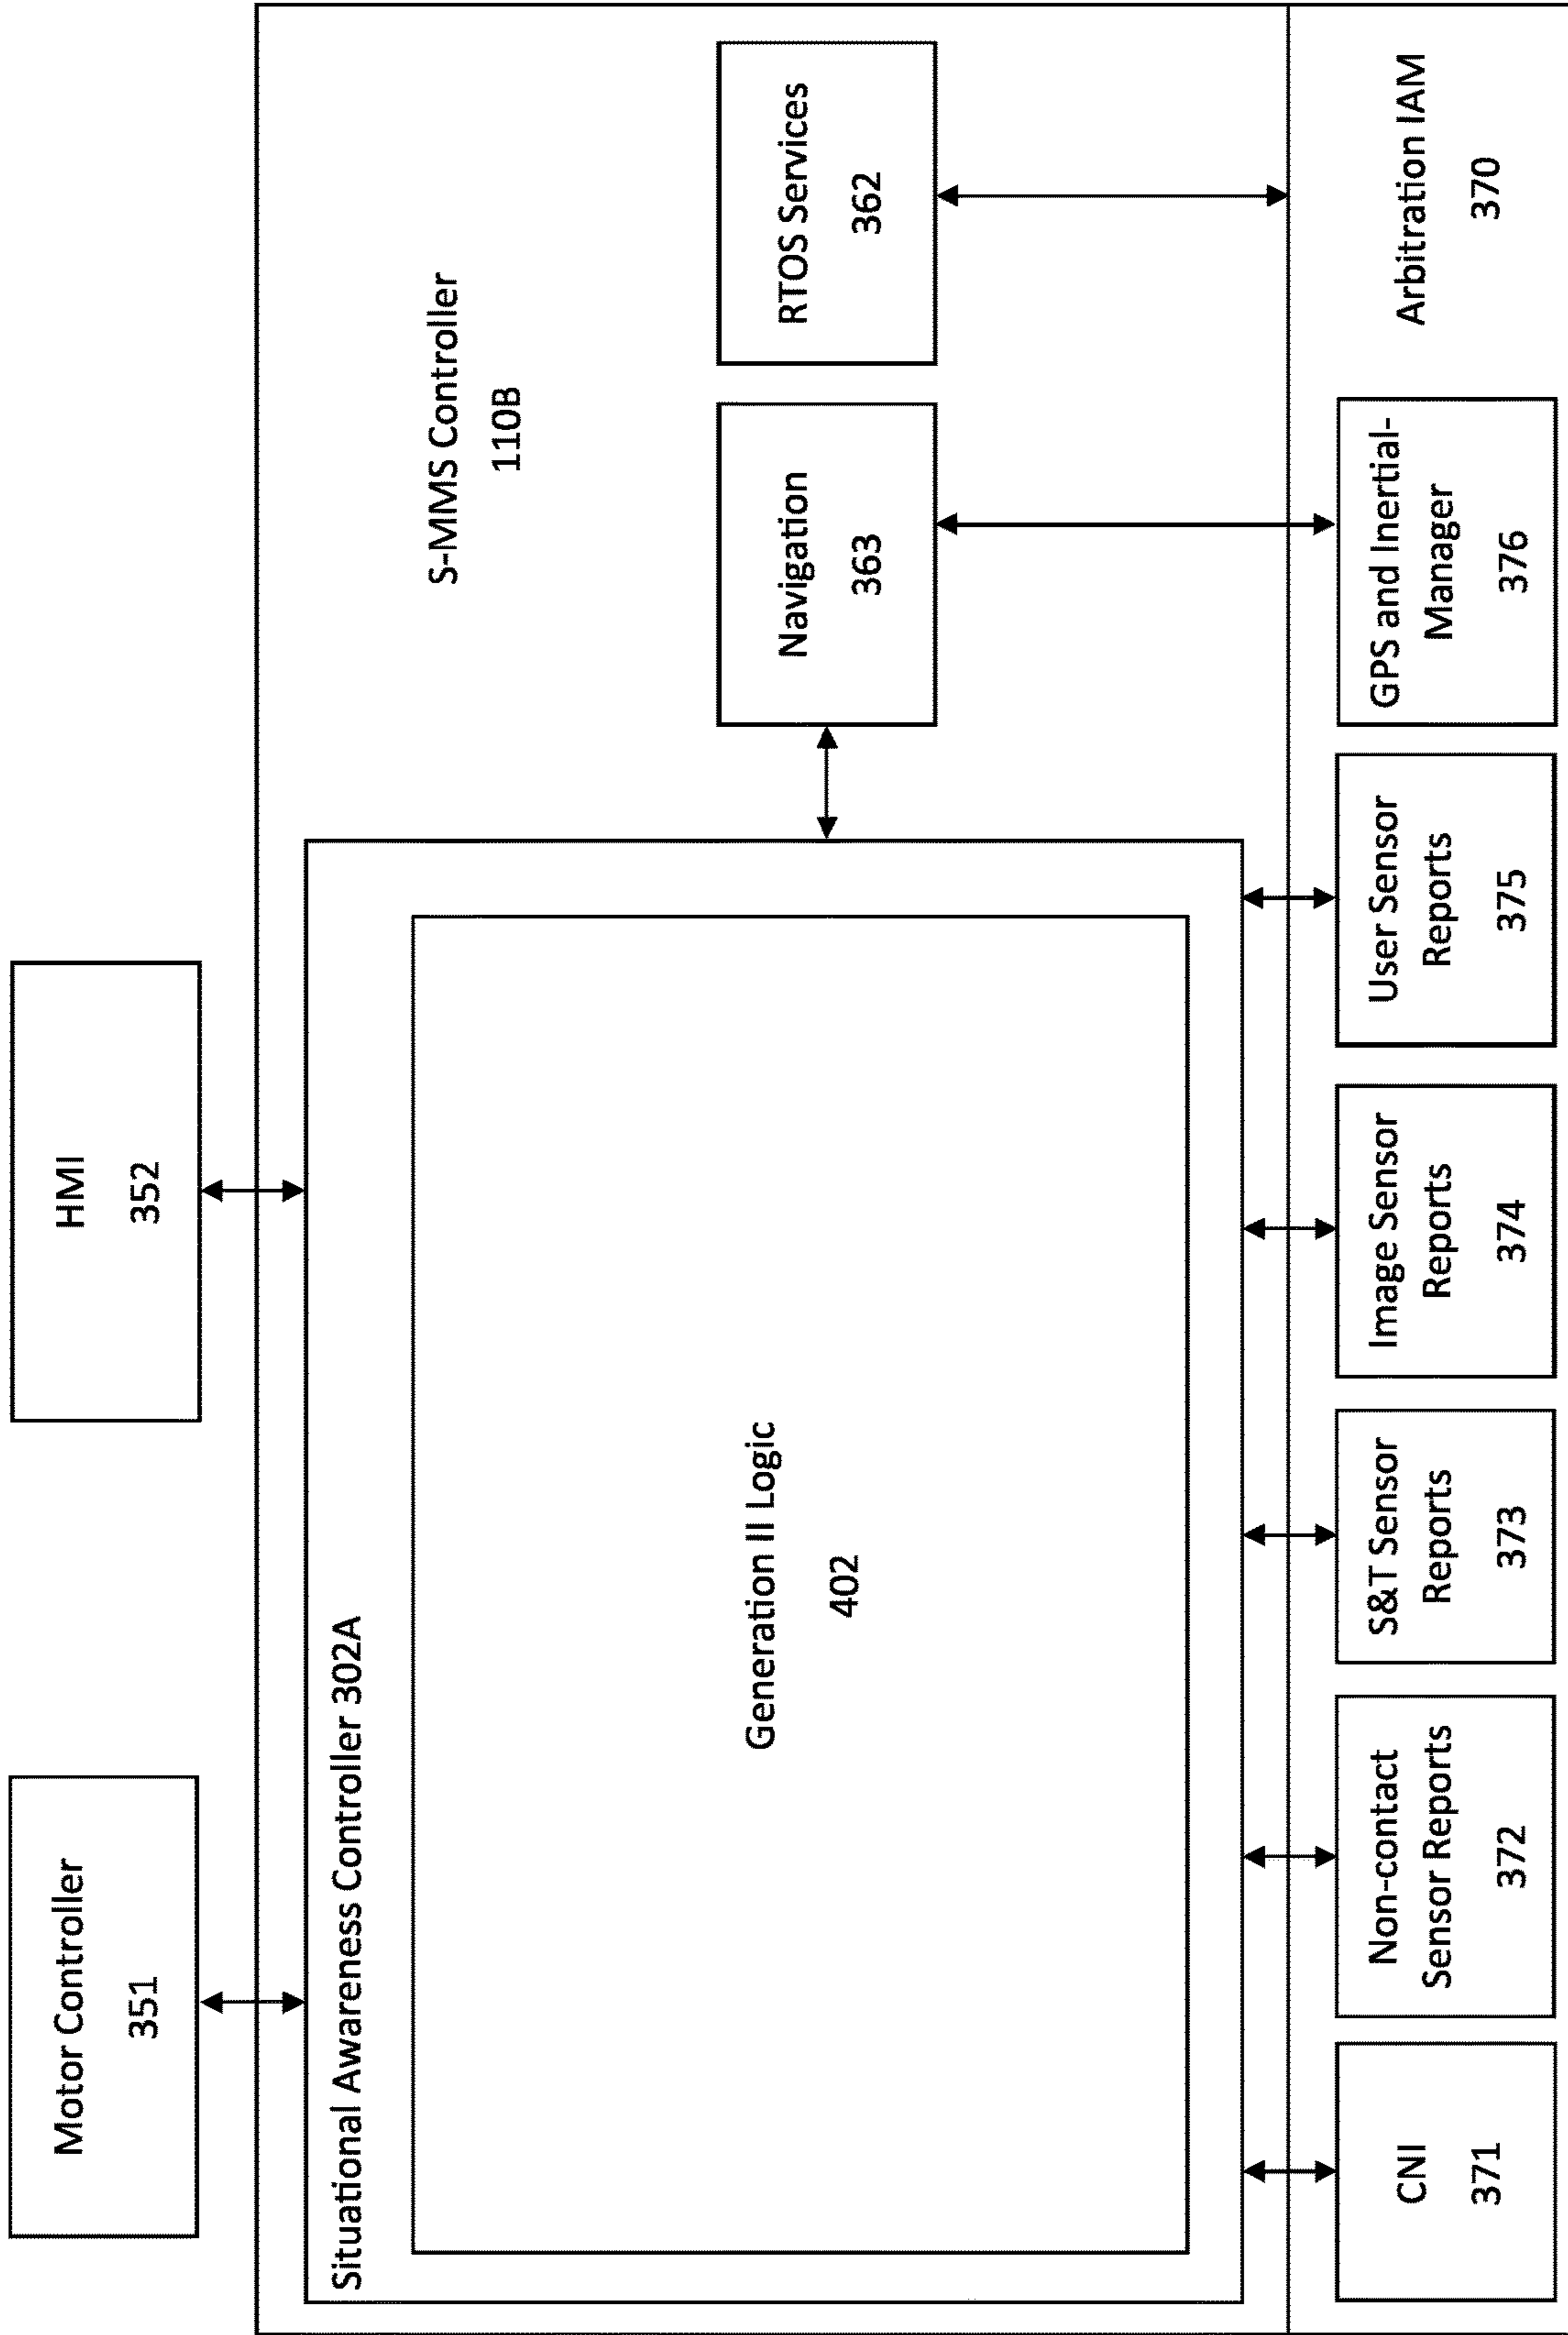 Motor Controller
351
HMI
352
S-MMS Controller
110B
Situational Awareness Controller 302A
Generation II Logic
402
Navigation
363
RTOS Services
362
CNI
371
Non-contact
Sensor Reports
372
S&T Sensor
Reports
373
Image Sensor
Reports
374
User Sensor
Reports
375
GPS and Inertial-
Manager
376
Arbitration IAM
370